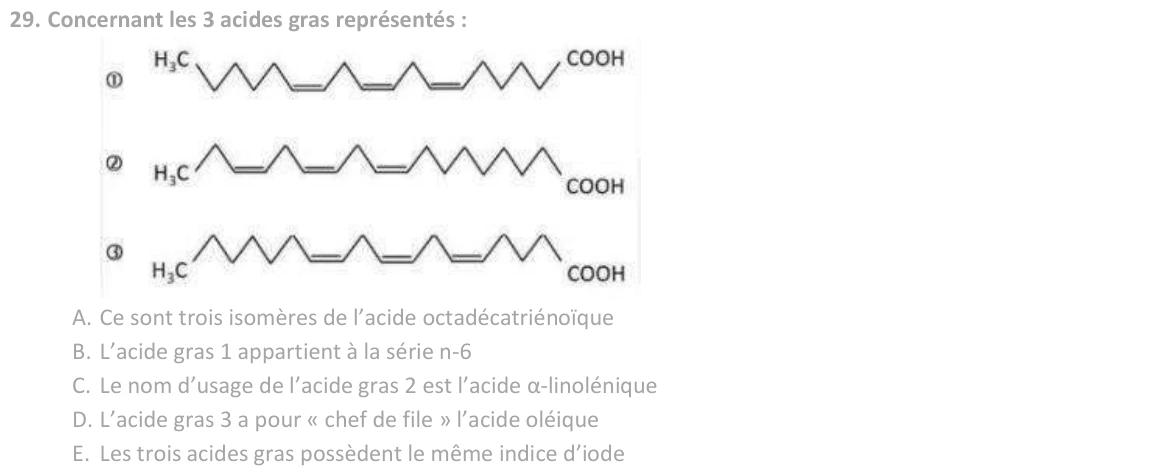 29. Concernant les 3 acides gras représentés :
① H₃C COOH
② H₃C COOH
③ H₃C COOH
A. Ce sont trois isomères de l’acide octadécatriénoïque
B. L’acide gras 1 appartient à la série n-6
C. Le nom d’usage de l’acide gras 2 est l’acide α-linolénique
D. L’acide gras 3 a pour « chef de file » l’acide oléique
E. Les trois acides gras possèdent le même indice d’iode